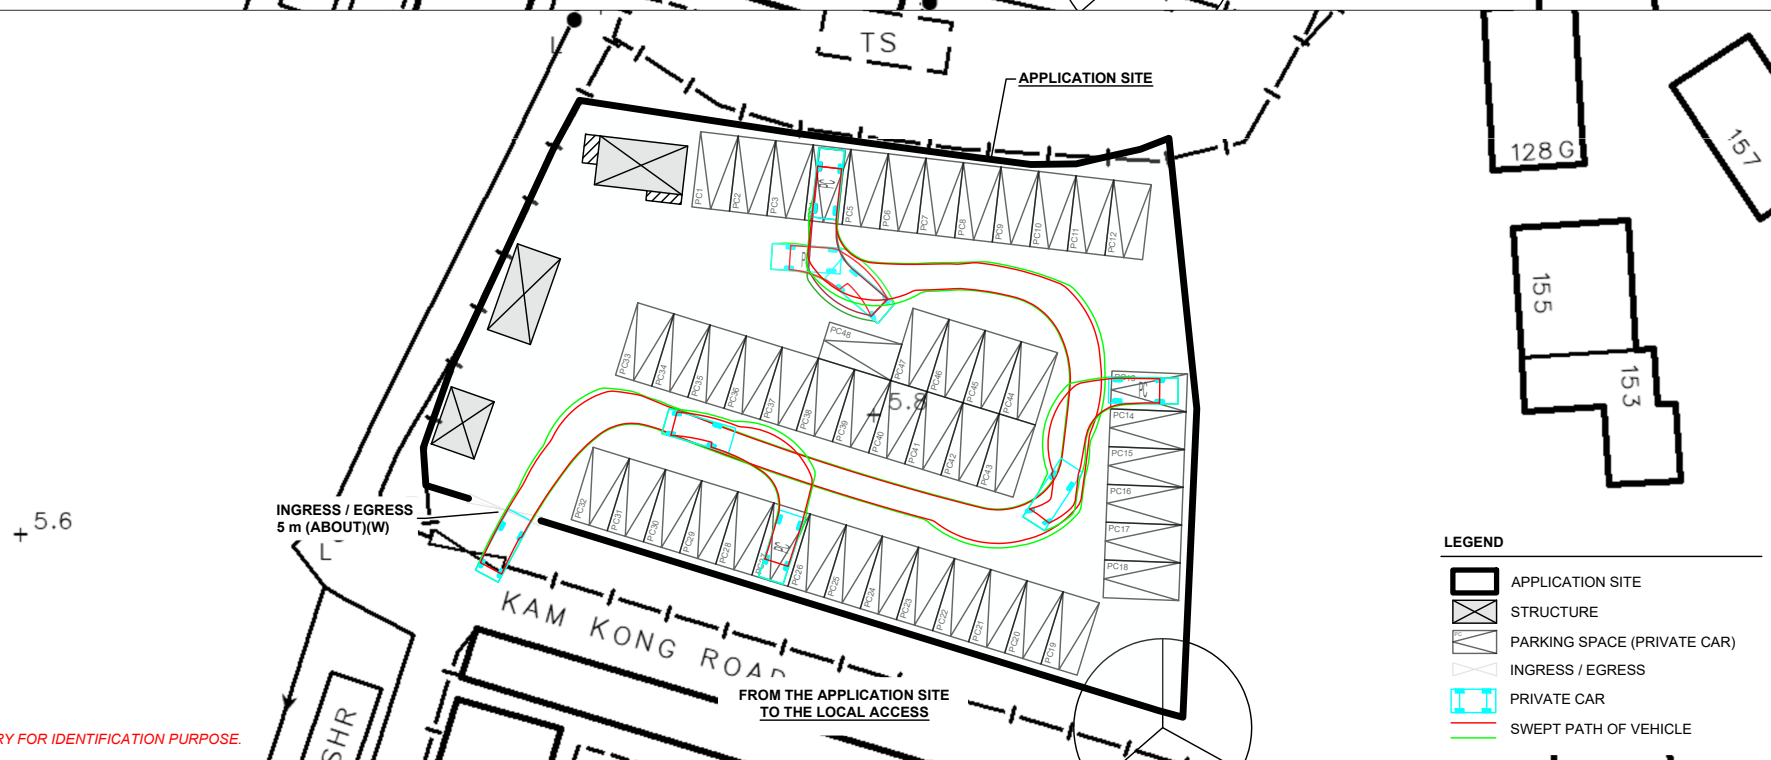 TS
L
APPLICATION SITE
128 G
157
PC1
PC2
PC3
PC
PC5
PC6
PC7
PC8
PC9
PC10
PC11
PC12
155
153
PC33
PC34
PC35
PC36
PC37
PC38
PC39
PC40
PC41
PC42
PC43
PC48
PC47
PC46
PC45
PC44
5.8
PC
PC14
PC15
PC16
PC17
PC18
INGRESS / EGRESS
5 m (ABOUT)(W)
5.6
L
PC32
PC31
PC30
PC29
PC28
PC
PC26
PC25
PC24
PC23
PC22
PC21
PC20
PC19
KAM KONG ROAD
FROM THE APPLICATION SITE
TO THE LOCAL ACCESS
SHR
RY FOR IDENTIFICATION PURPOSE.
LEGEND
APPLICATION SITE
STRUCTURE
PARKING SPACE (PRIVATE CAR)
INGRESS / EGRESS
PRIVATE CAR
SWEPT PATH OF VEHICLE